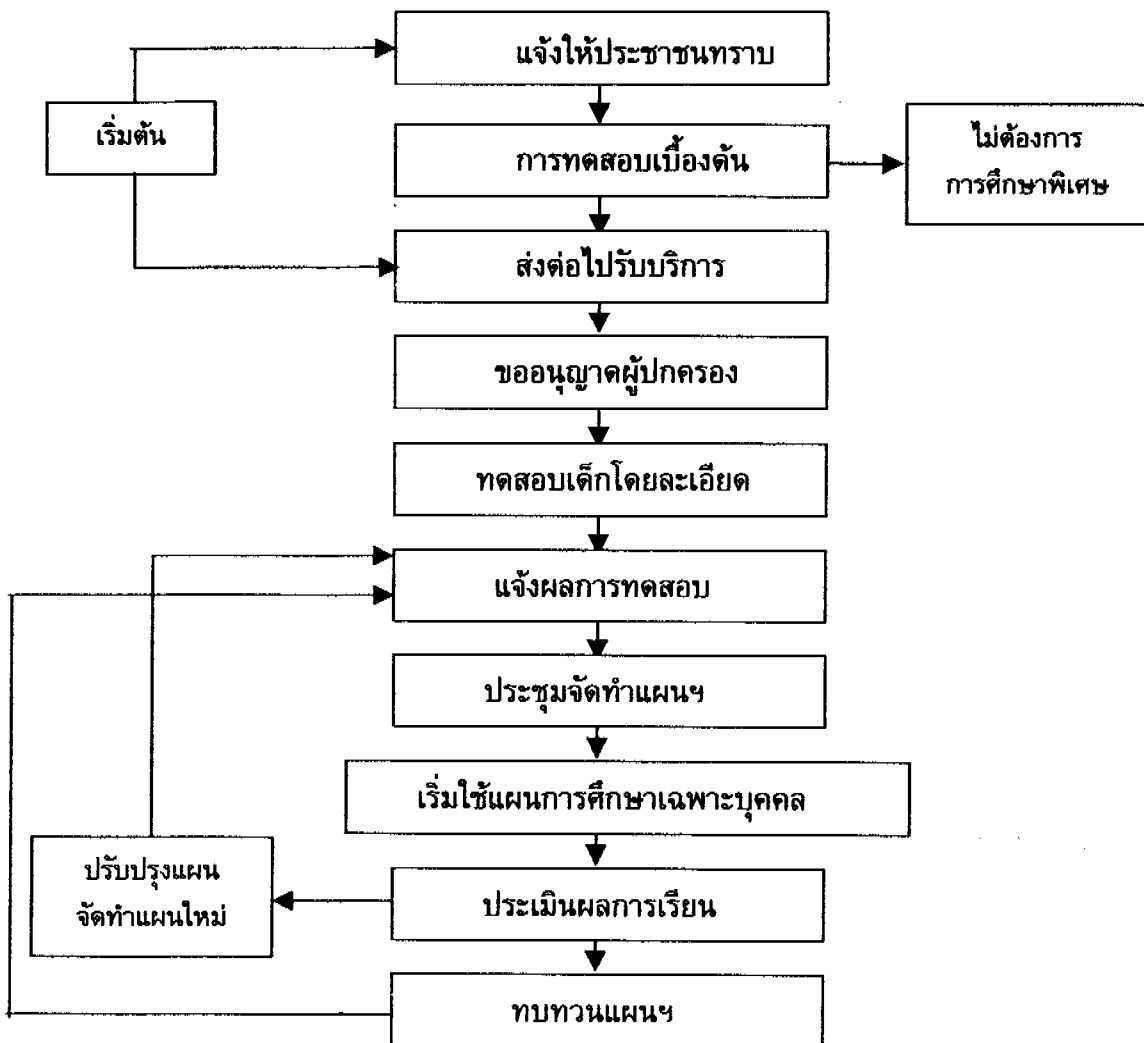 แจ้งให้ประชาชนทราบ
เริ่มต้น
การทดสอบเบื้องต้น
ไม่ต้องการ
การศึกษาพิเศษ
ส่งต่อไปรับบริการ
ขออนุญาตผู้ปกครอง
ทดสอบเด็กโดยละเอียด
แจ้งผลการทดสอบ
ประชุมจัดทำแผนฯ
เริ่มใช้แผนการศึกษาเฉพาะบุคคล
ปรับปรุงแผน
จัดทำแผนใหม่
ประเมินผลการเรียน
ทบทวนแผนฯ